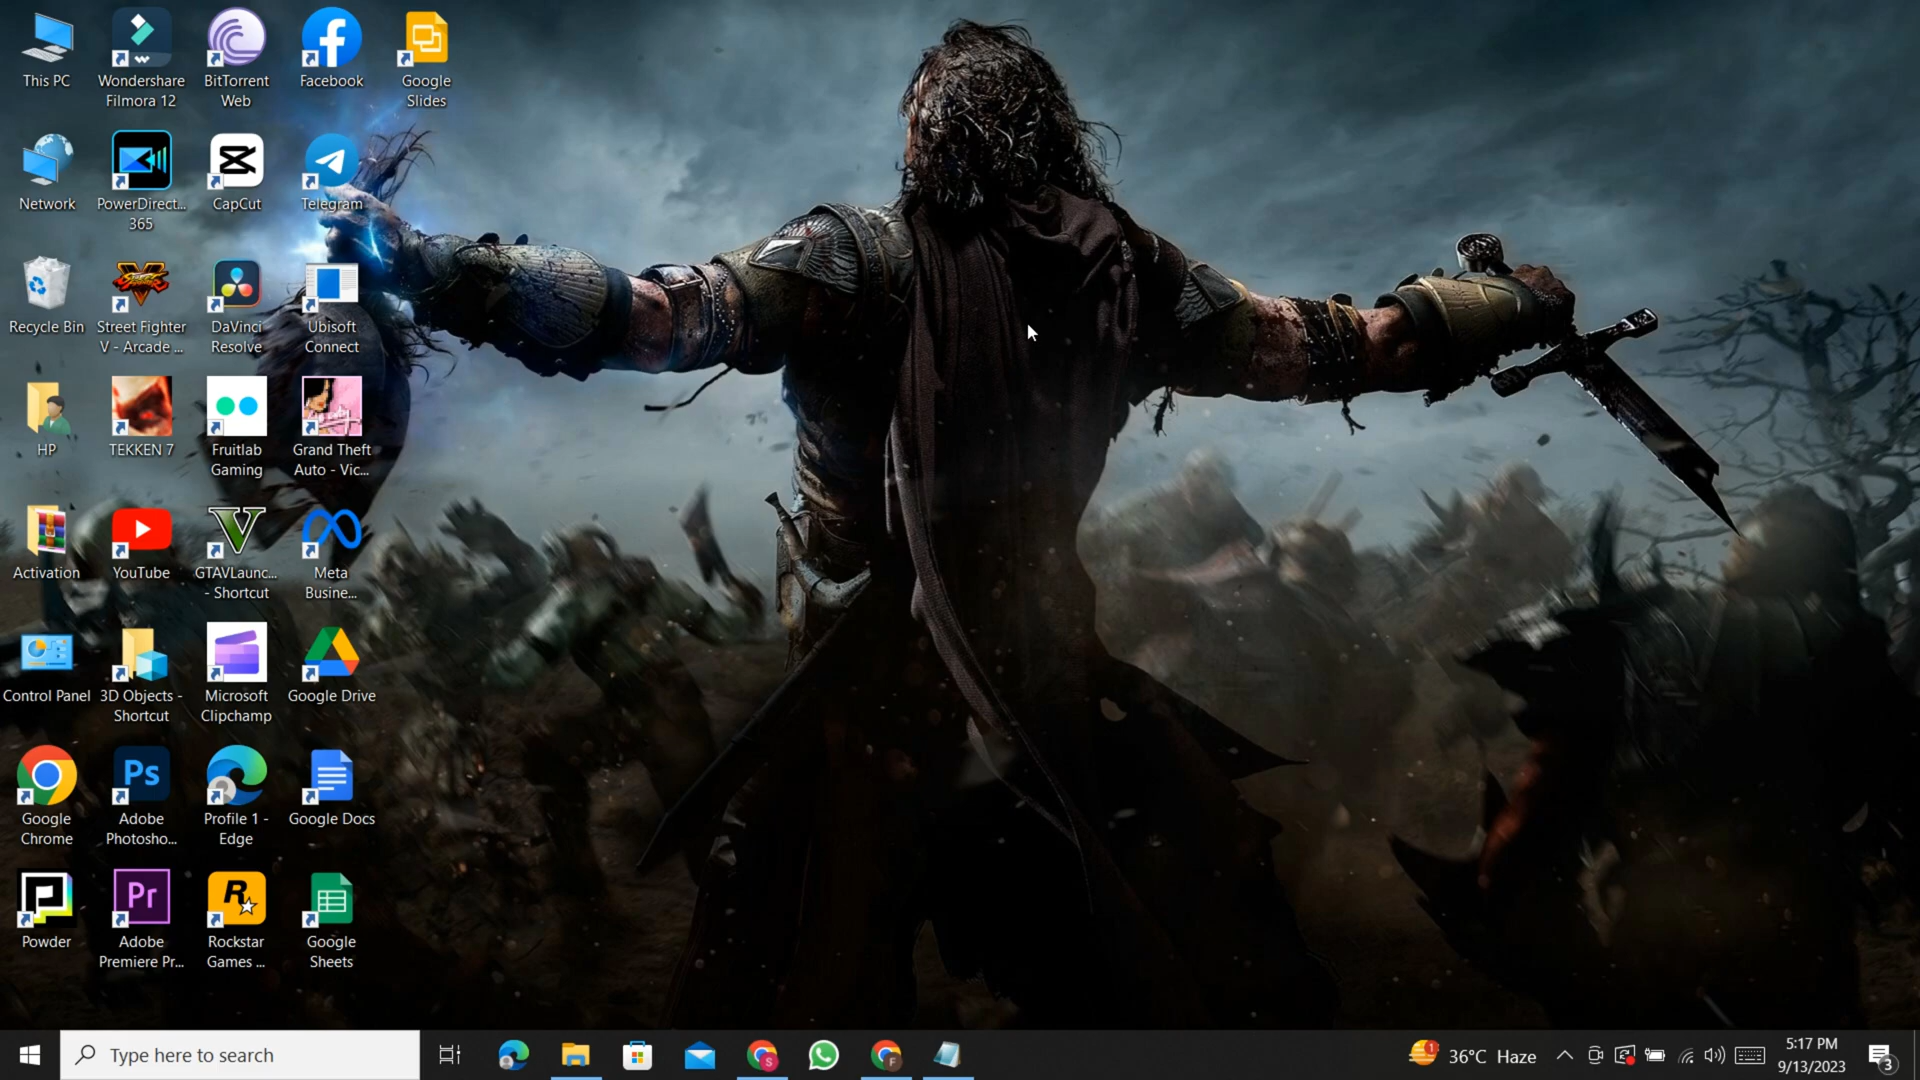 This PC
Wondershare
Filmora 12
BitTorrent
Web
Facebook
Google
Slides
Network
PowerDirect...
365
CapCut
Telegram
Recycle Bin
Street Fighter
V - Arcade ...
DaVinci
Resolve
Ubisoft
Connect
HP
TEKKEN 7
Fruitlab
Gaming
Grand Theft
Auto - Vic...
Activation
YouTube
GTAVLaunc...
- Shortcut
Meta
Busine...
Control Panel
3D Objects -
Shortcut
Microsoft
Clipchamp
Google Drive
Google
Chrome
Ps
Adobe
Photosho...
Profile 1 -
Edge
Google Docs
Powder
Pr
Adobe
Premiere Pr...
R
Rockstar
Games ...
Google
Sheets
Type here to search
S
F
1
36°C Haze
5:17 PM
9/13/2023
3